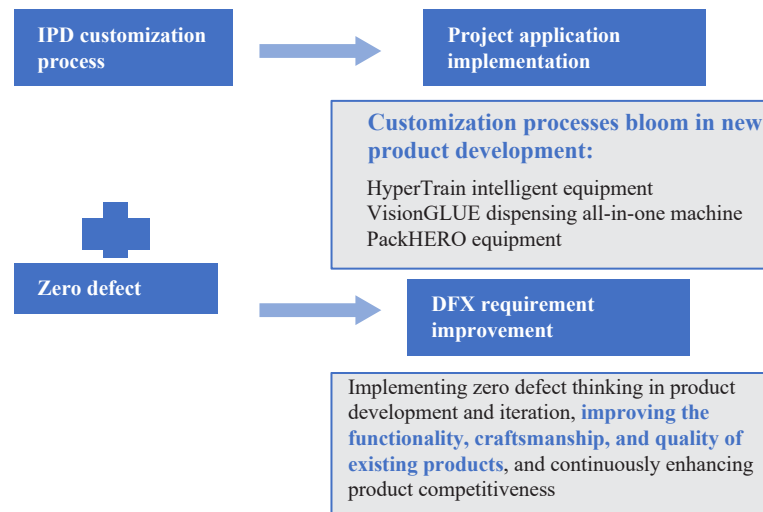 IPD customization
process
Project application
implementation
Customization processes bloom in new
product development:
HyperTrain intelligent equipment
VisionGLUE dispensing all-in-one machine
PackHERO equipment
Zero defect
DFX requirement
improvement
Implementing zero defect thinking in product
development and iteration, improving the
functionality, craftsmanship, and quality of
existing products, and continuously enhancing
product competitiveness